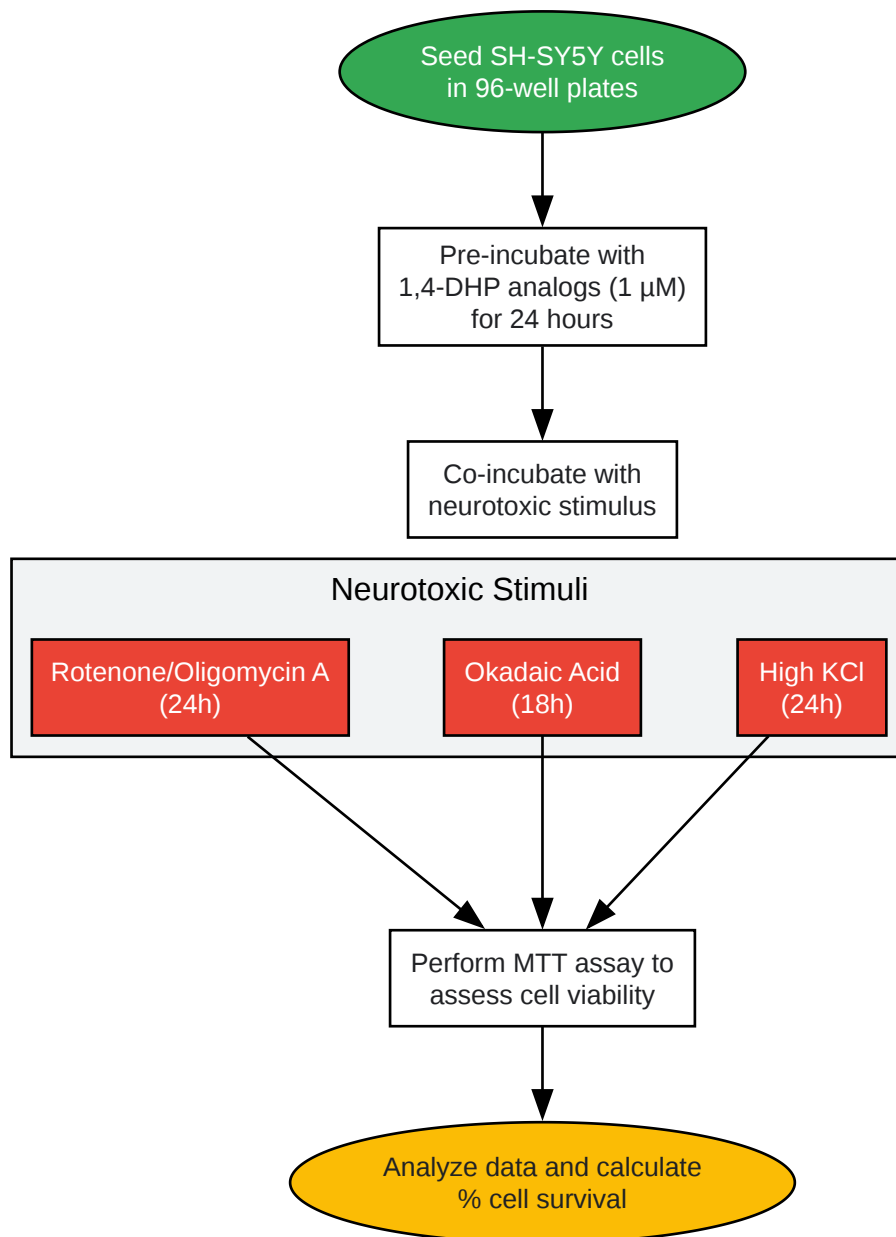 Seed SH-SY5Y cells
in 96-well plates
Pre-incubate with
1,4-DHP analogs (1 µM)
for 24 hours
Co-incubate with
neurotoxic stimulus
Neurotoxic Stimuli
Rotenone/Oligomycin A
(24h)
Okadaic Acid
(18h)
High KCl
(24h)
Perform MTT assay to
assess cell viability
Analyze data and calculate
% cell survival